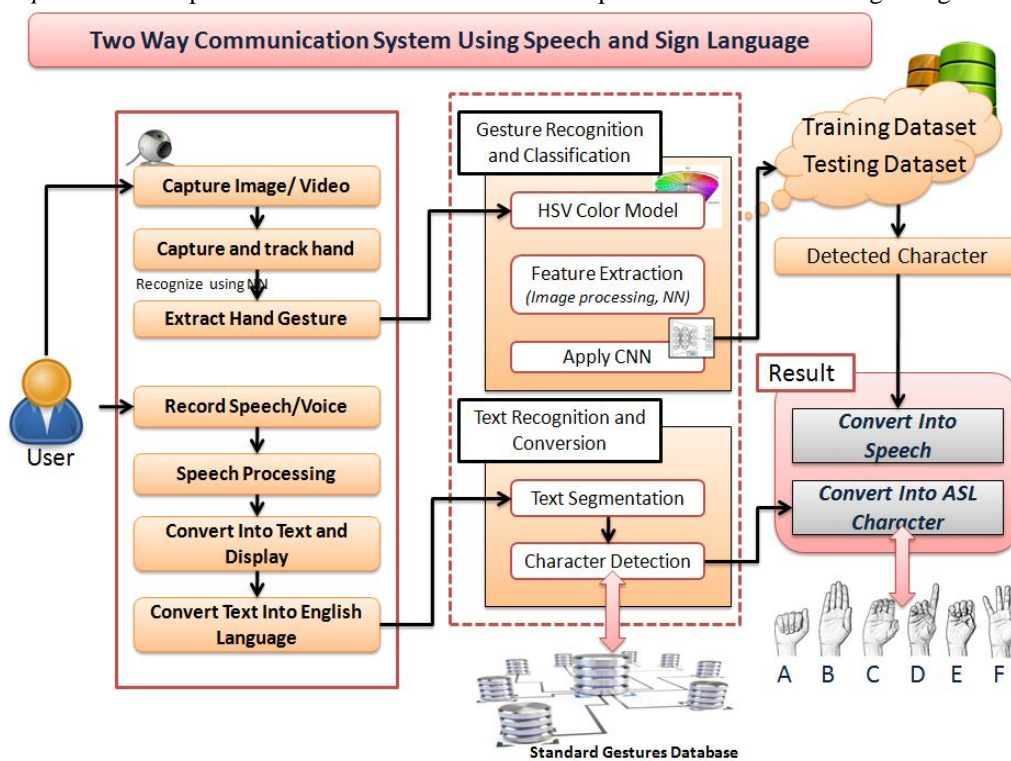 Two Way Communication System Using Speech and Sign Language
Capture Image/ Video
Capture and track hand
Recognize using NN
Extract Hand Gesture
User
Record Speech/Voice
Speech Processing
Convert Into Text and
Display
Convert Text Into English
Language
Gesture Recognition
and Classification
HSV Color Model
Feature Extraction
(Image processing, NN)
Apply CNN
Text Recognition and
Conversion
Text Segmentation
Character Detection
Standard Gestures Database
Training Dataset
Testing Dataset
Detected Character
Result
Convert Into
Speech
Convert Into ASL
Character
A B C D E F